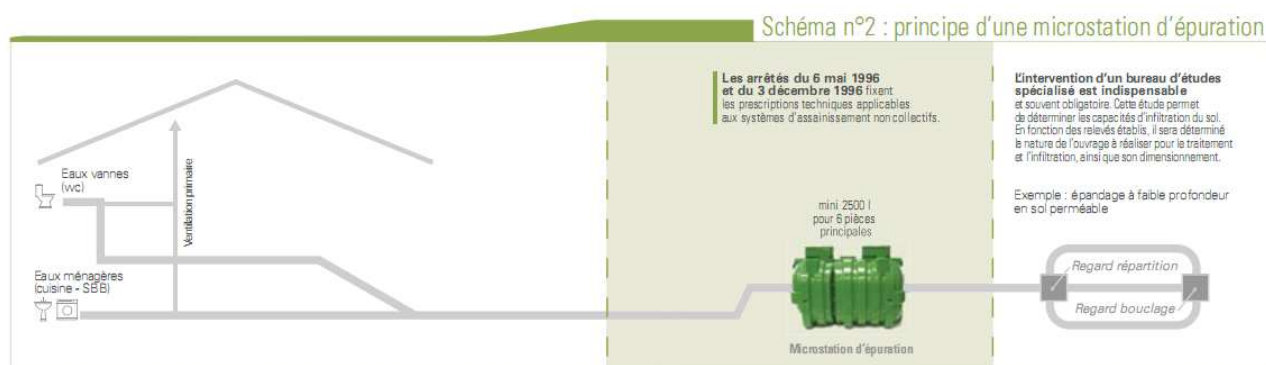 Schéma n°2 : principe d'une microstation d'épuration
Les arrêtés du 6 mai 1996
et du 3 décembre 1996 fixent
les prescriptions techniques applicables
aux systèmes d'assainissement non collectifs.
L'intervention d'un bureau d'études
spécialisé est indispensable
et souvent obligatoire. Cette étude permet
de déterminer les capacités d'infiltration du sol.
En fonction des relevés établis, il sera déterminé
la nature de l'ouvrage à réaliser pour le traitement
et l'infiltration, ainsi que son dimensionnement.
Exemple : épandage à faible profondeur
en sol perméable
Eaux vannes
(wc)
Ventilation primaire
Eaux ménagères
(cuisine - SBB)
mini 2500 l
pour 6 pièces
principales
Microstation d'épuration
Regard répartition
Regard bouclage